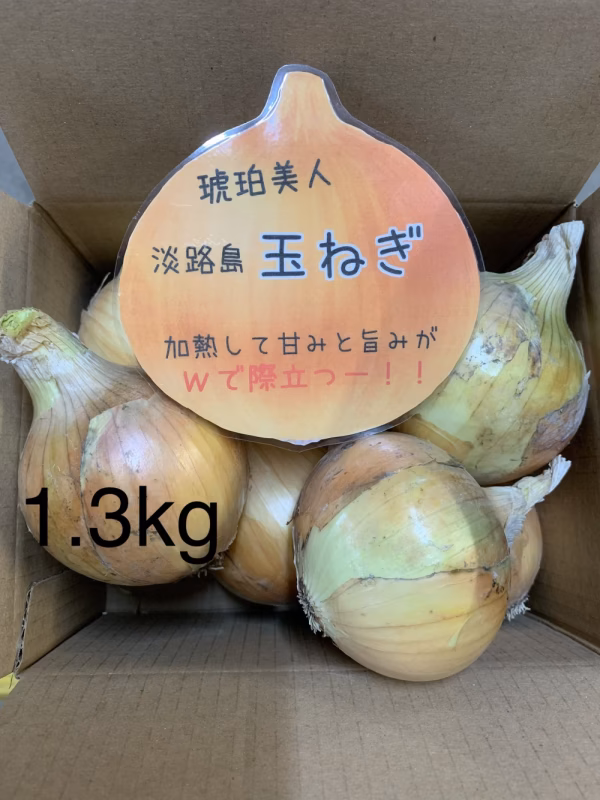 琥珀美人
淡路島 玉ねぎ
加熱して甘みと旨みが
Wで際立つー!!
1.3kg